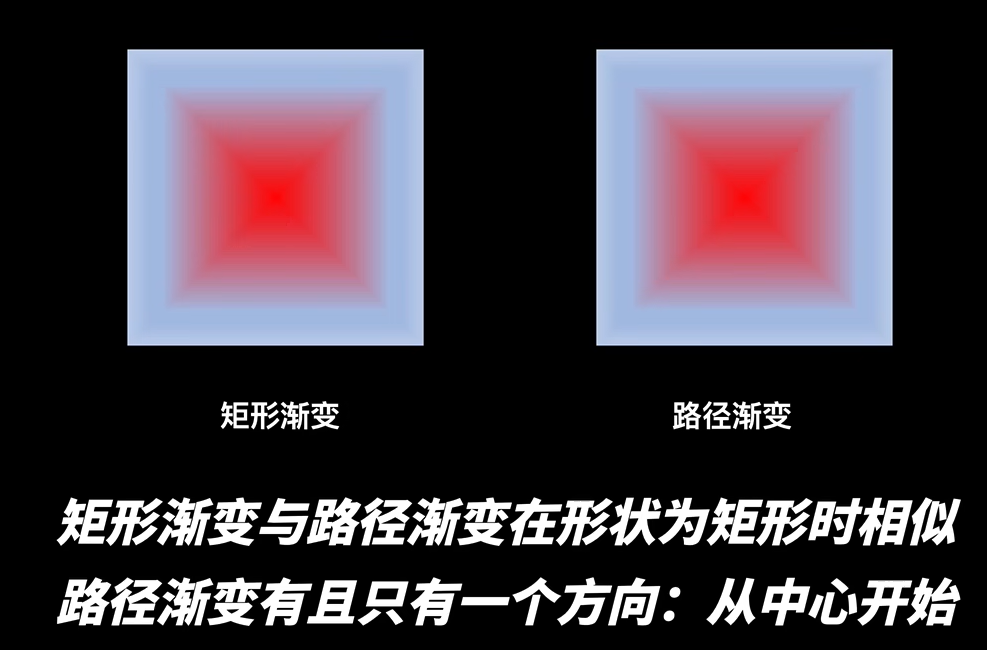 矩形渐变
路径渐变
矩形渐变与路径渐变在形状为矩形时相似
路径渐变有且只有一个方向：从中心开始